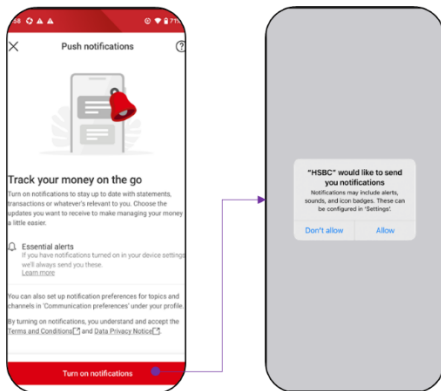 Push notifications
Track your money on the go
Turn on notifications to stay up to date with statements,
transactions or whatever's relevant to you. Choose the
updates you want to receive to make managing your money
a little easier.
Essential alerts
If you have notifications turned on in your device settings
we'll always send you these.
Learn more
You can also set up notification preferences for topics and
channels in 'Communication preferences' under your profile.
By turning on notifications, you understand and accept the
Terms and Conditions and Data Privacy Notice.
Turn on notifications
"HSBC" would like to send
you notifications
Notifications may include alerts,
sounds, and icon badges. These can
be configured in 'Settings'.
Don't allow Allow